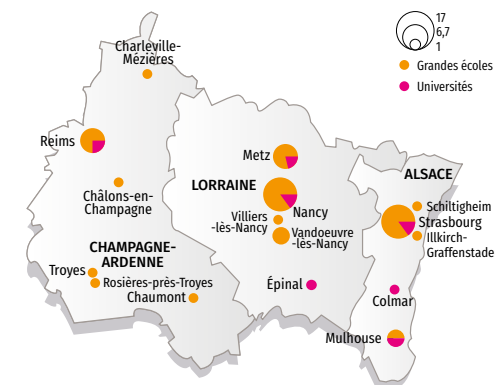 17
6,7
1
Grandes écoles
Universités
Charleville-
Mézières
Reims
Châlons-en-
Champagne
CHAMPAGNE-
ARDENNE
Troyes
Rosières-près-Troyes
Chaumont
Metz
LORRAINE
Nancy
Villiers
-lès-Nancy
Vandoeuvre
-lès-Nancy
Épinal
ALSACE
Schiltigheim
Strasbourg
Illkirch-
Graffenstade
Colmar
Mulhouse